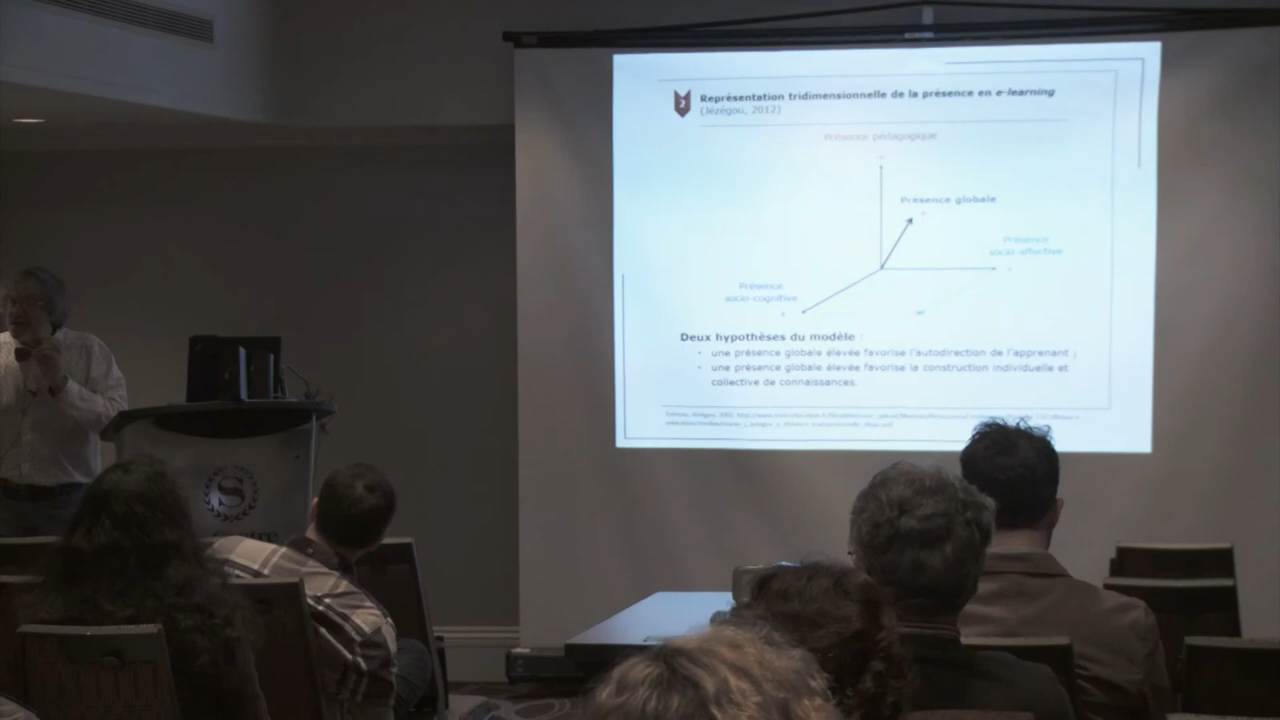 Représentation tridimensionnelle de la présence en e-learning
(Jézégou, 2012)
Présence pédagogique
Présence globale
Présence
socio-affective
Présence
socio-cognitive
Deux hypothèses du modèle :
• une présence globale élevée favorise l'autodirection de l'apprenant ;
• une présence globale élevée favorise la construction individuelle et
collective de connaissances.
S